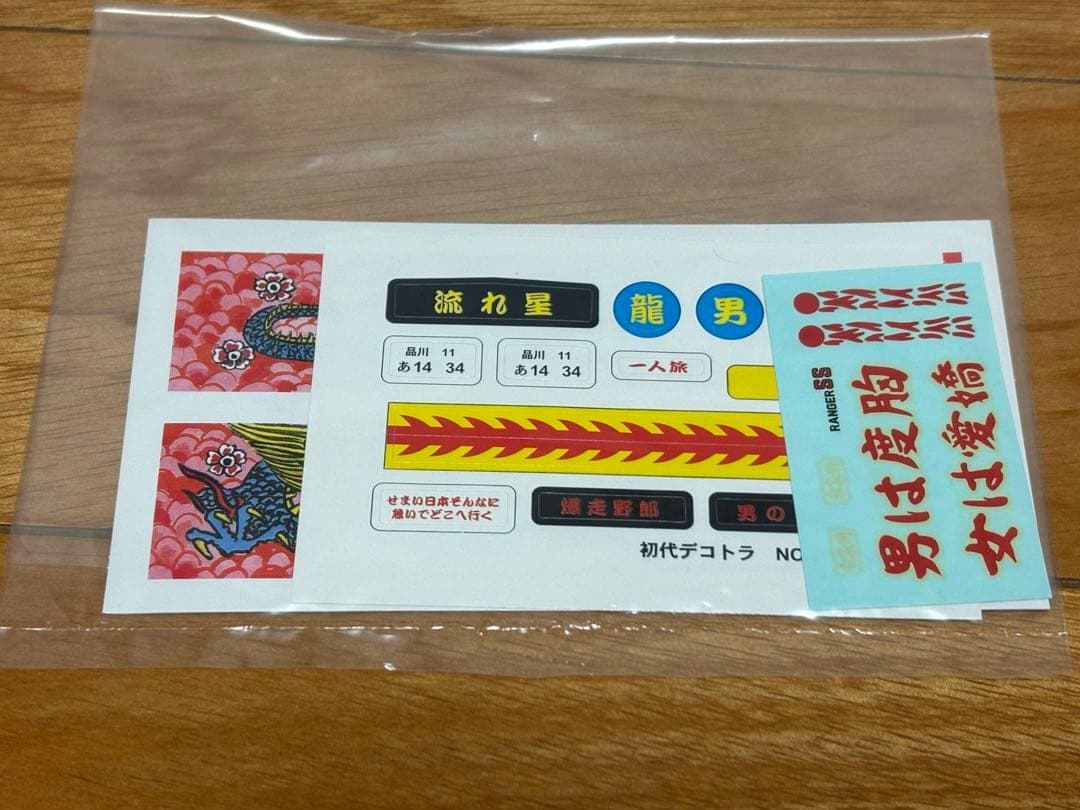 流れ星
龍
男
品川 11
あ14 34
品川 11
あ14 34
一人旅
せまい日本そんなに
急いでどこへ行く
爆走野郎
男の
初代デコトラ NO
RANGER SS
男は度胸
女は愛嬌